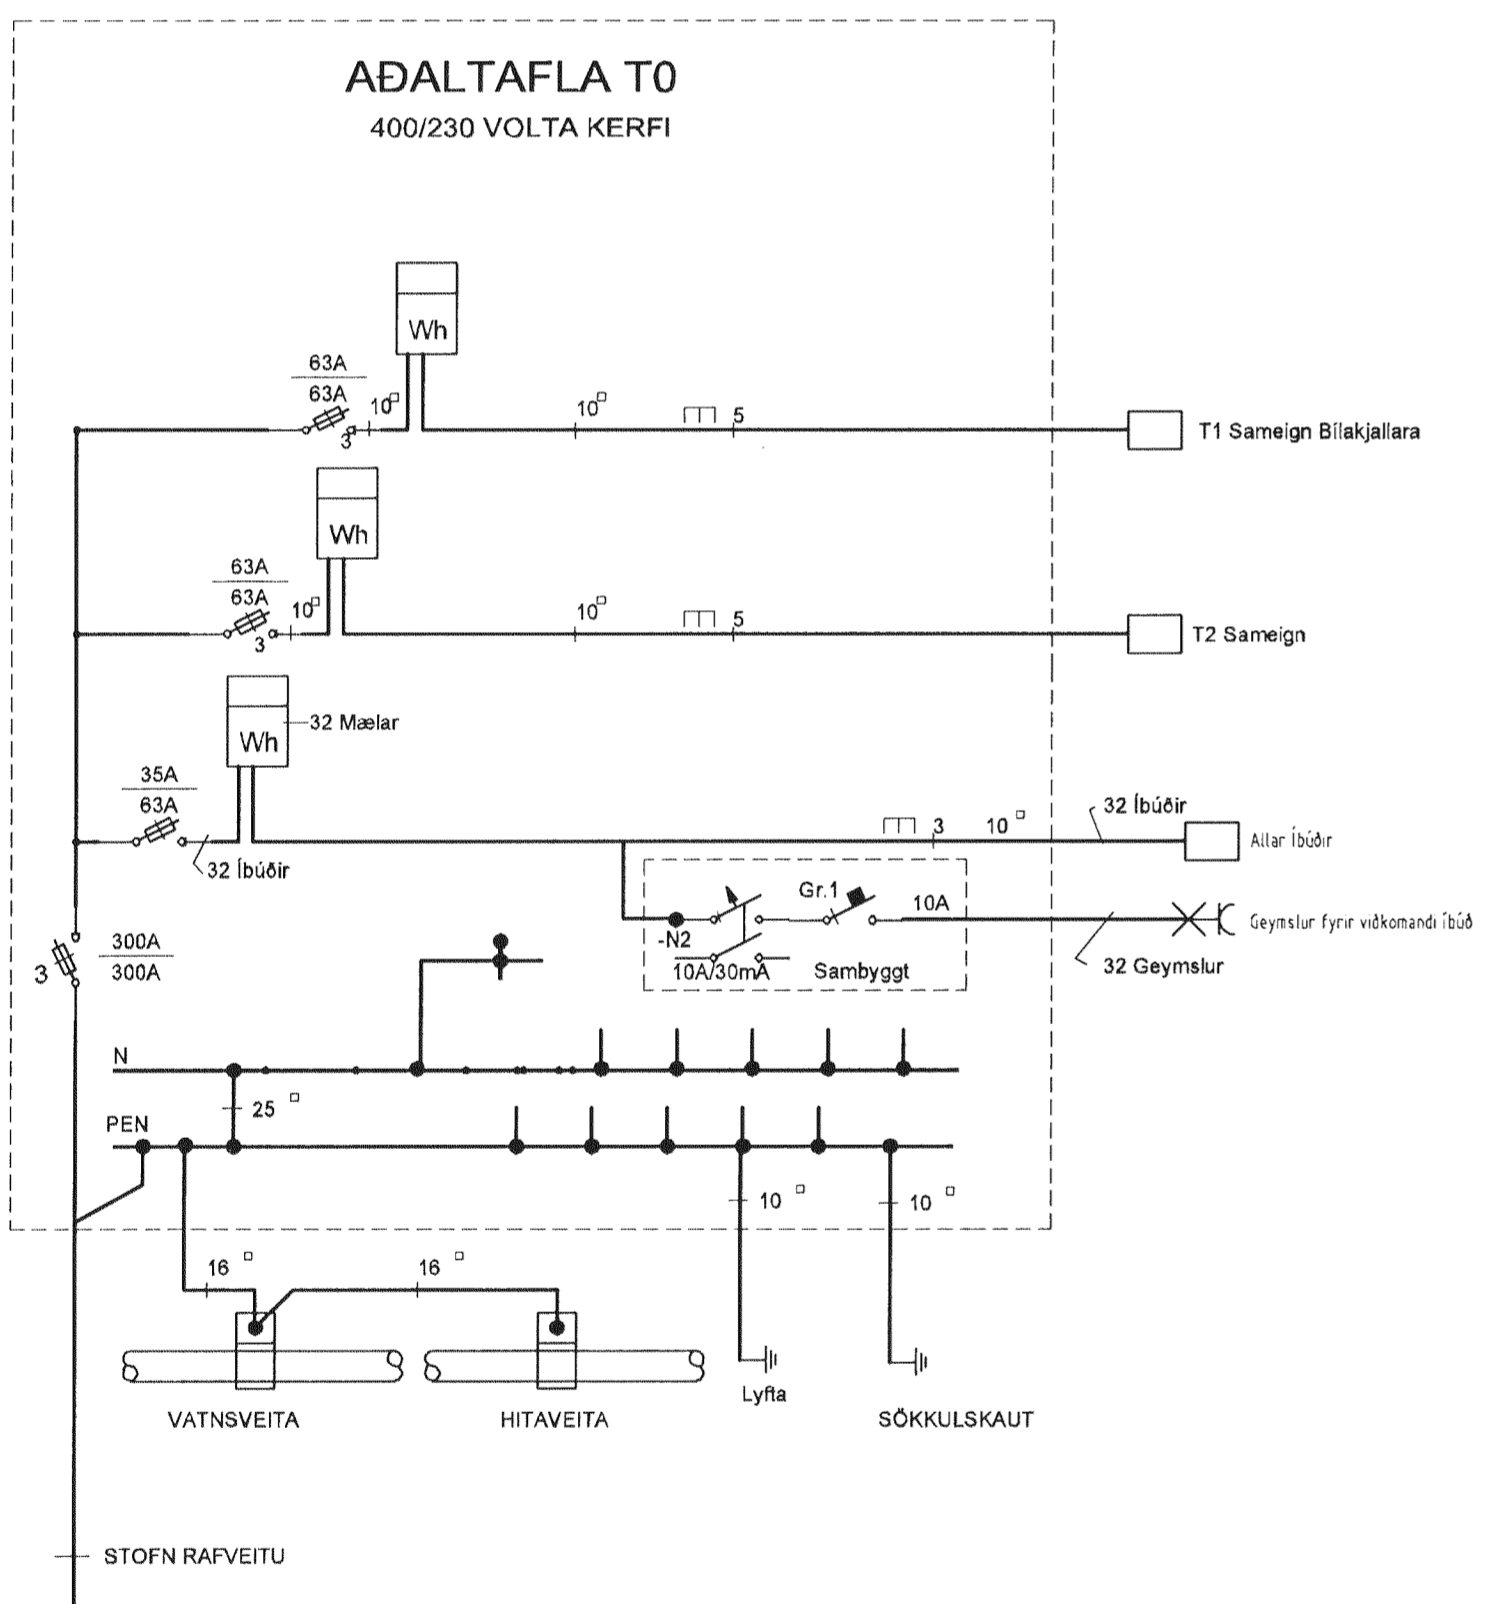 AÐALTAFLA T0
400/230 VOLTA KERFI
Wh
63A
63A
3
10□
10□
5
T1 Sameign Bílakjallara
Wh
63A
63A
3
10□
10□
5
T2 Sameign
Wh
32 Mælar
35A
63A
32 Íbúðir
3
10 □
32 Íbúðir
Allar Íbúðir
Gr.1
10A
-N2
10A/30mA
Sambyggt
Geymslur fyrir viðkomandi íbúð
32 Geymslur
3
300A
300A
N
25 □
PEN
10 □
10 □
16 □
16 □
Lyfta
VATNSVEITA
HITAVEITA
SÖKKULSKAUT
STOFN RAFVEITU